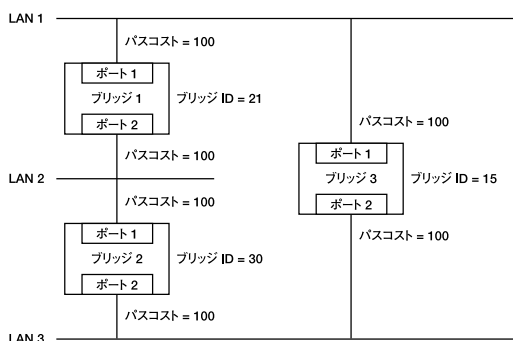 LAN 1
パスコスト = 100
ポート 1
ブリッジ 1
ブリッジ ID = 21
ポート 2
パスコスト = 100
LAN 2
パスコスト = 100
ポート 1
ブリッジ 2
ブリッジ ID = 30
ポート 2
パスコスト = 100
パスコスト = 100
ポート 1
ブリッジ 3
ブリッジ ID = 15
ポート 2
パスコスト = 100
LAN 3